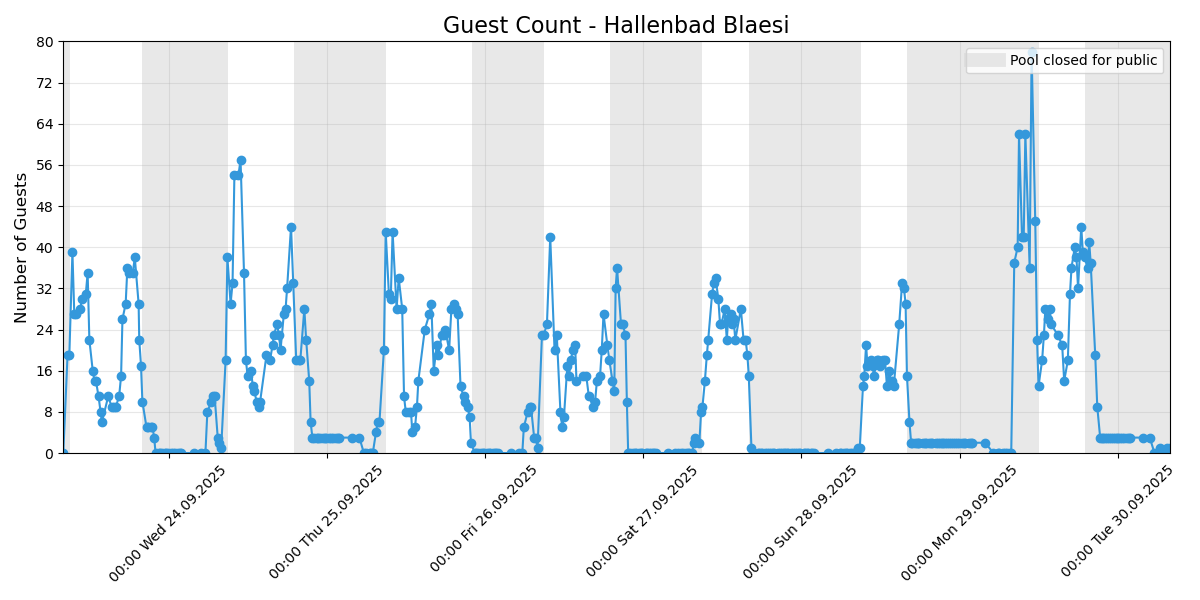 Guest Count - Hallenbad Blaesi
Pool closed for public
Number of Guests
80
72
64
56
48
40
32
24
16
8
0
00:00 Wed 24.09.2025
00:00 Thu 25.09.2025
00:00 Fri 26.09.2025
00:00 Sat 27.09.2025
00:00 Sun 28.09.2025
00:00 Mon 29.09.2025
00:00 Tue 30.09.2025